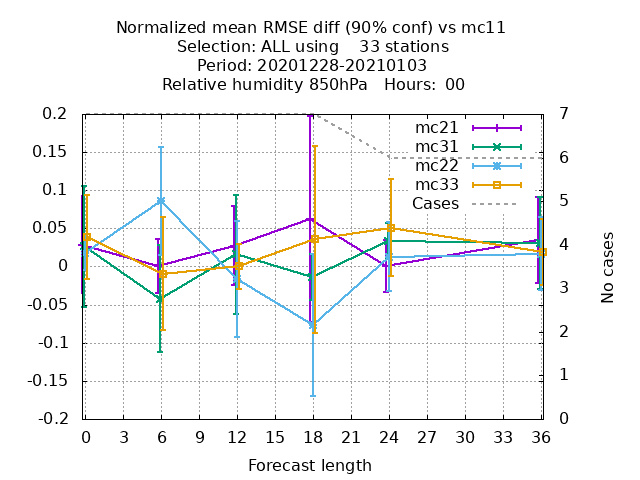 Normalized mean RMSE diff (90% conf) vs mc11
Selection: ALL using 33 stations
Period: 20201228-20210103
Relative humidity 850hPa Hours: 00
0.2
0.15
0.1
0.05
0
-0.05
-0.1
-0.15
-0.2
7
6
5
4
3
2
1
0
mc21
mc31
mc22
mc33
Cases
No cases
0 3 6 9 12 15 18 21 24 27 30 33 36
Forecast length